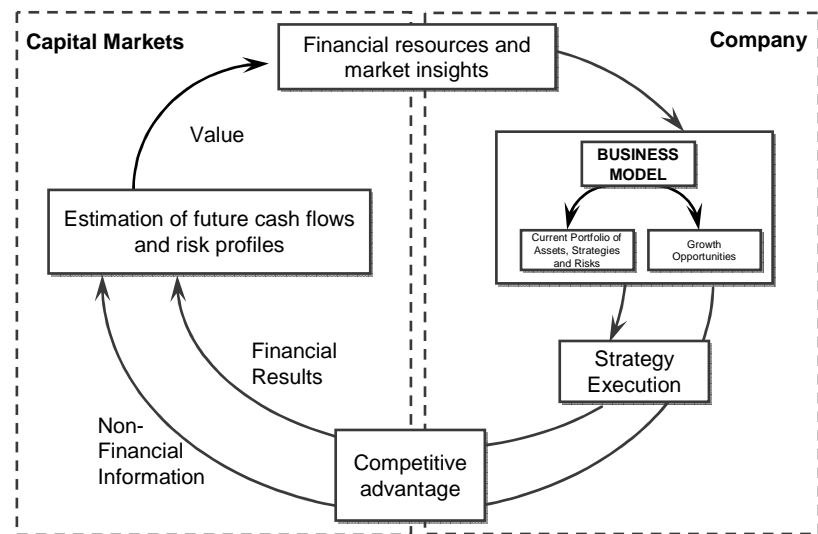 Capital Markets
Financial resources and
market insights
Company
Value
BUSINESS
MODEL
Current Portfolio of
Assets, Strategies
and Risks
Growth
Opportunities
Estimation of future cash flows
and risk profiles
Financial
Results
Strategy
Execution
Non-
Financial
Information
Competitive
advantage